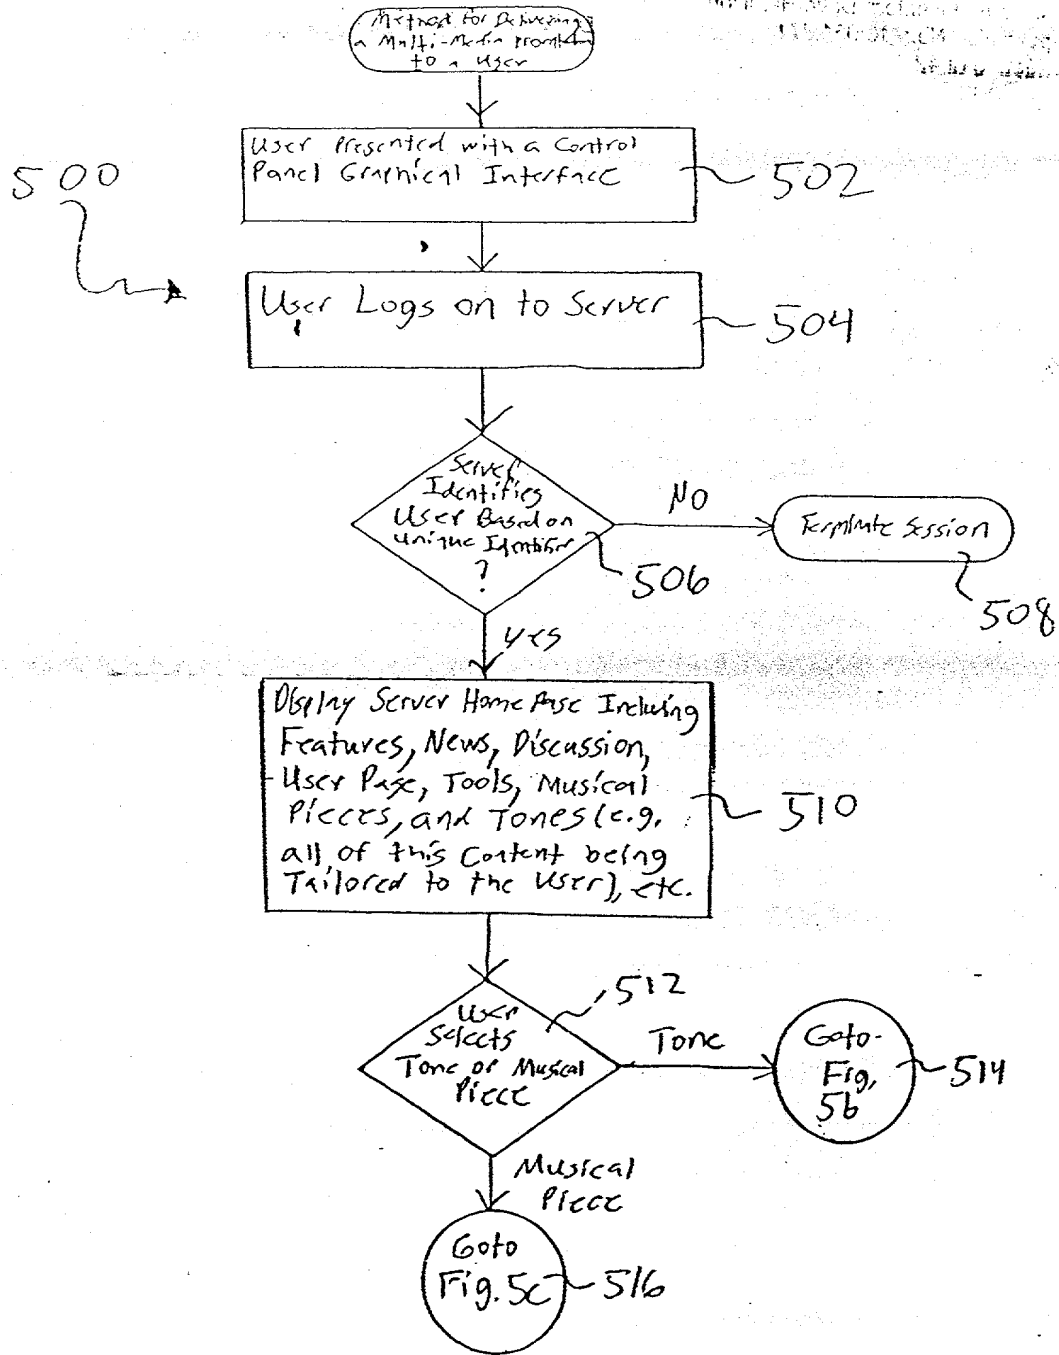 Method for Delivering
a Multi-Media
to a User
500
User Presented with a Control
Panel Graphical Interface
502
User Logs on to Server
504
Server
Identifies
User Based on
Unique Identifier
?
506
NO
Terminate Session
508
yes
Display Server Home Page Incluing
Features, News, Discussion,
User Page, Tools, Musical
Pieces, and Tones (e.g.
all of this Content being
Tailored to the User), etc.
510
User
Selects
Tone or Musical
Piece
512
Tone
Goto
Fig.
5b
514
Musical
Piece
Goto
Fig. 5c
516